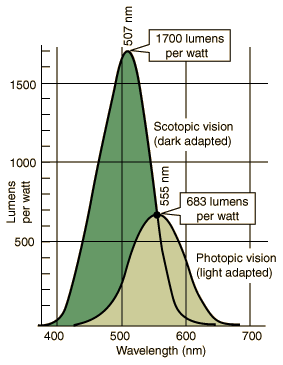 507 nm
1700 lumens
per watt
1500
Scotopic vision
(dark adapted)
1000
555 nm
683 lumens
per watt
Lumens
per watt
500
Photopic vision
(light adapted)
400
500
600
700
Wavelength (nm)